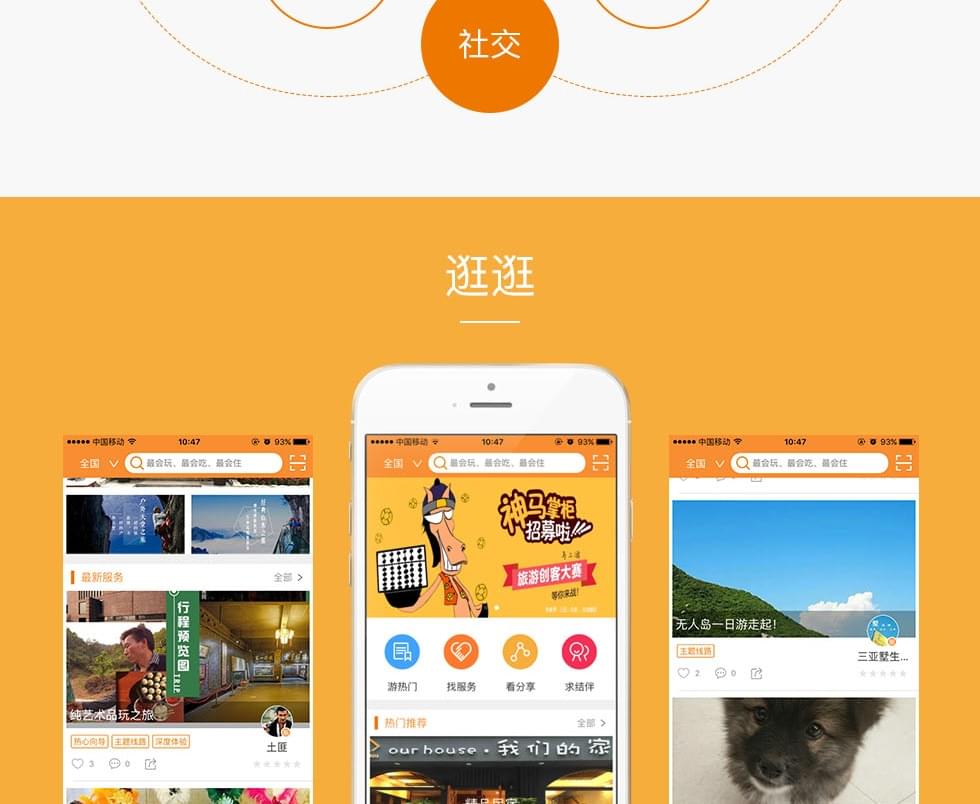 社交
逛逛
中国移动 10:47 93%
全国 最会玩、最会吃、最会住
户外天堂之旅
最新服务 全部
行程预览图
TRIP
纯艺术品玩之旅
热心向导 主题线路 深度体验
土匪
3 0
中国移动 10:47 93%
全国 最会玩、最会吃、最会住
神马掌柜
招募啦!!!
旅游创客大赛
等你来战!
游热门 找服务 看分享 求结伴
热门推荐 全部
our house · 我们的家
中国移动 10:47 93%
全国 最会玩、最会吃、最会住
无人岛一日游走起!
主题线路
三亚墅生...
2 0